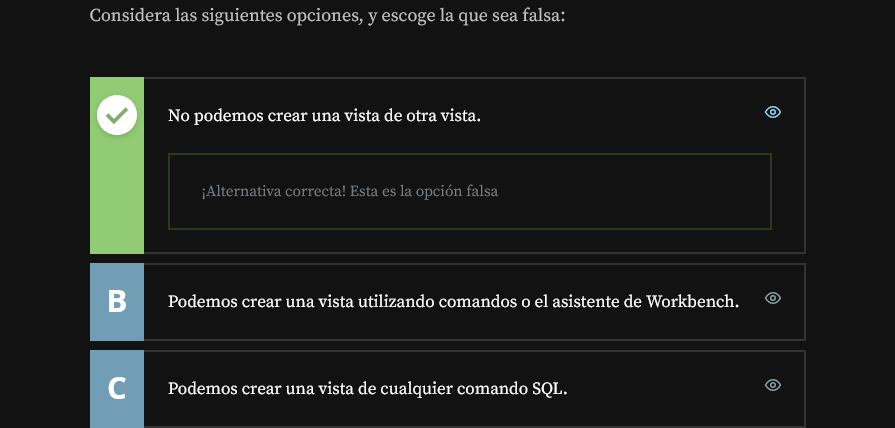 Considera las siguientes opciones, y escoge la que sea falsa:
No podemos crear una vista de otra vista.
¡Alternativa correcta! Esta es la opción falsa
B
Podemos crear una vista utilizando comandos o el asistente de Workbench.
C
Podemos crear una vista de cualquier comando SQL.